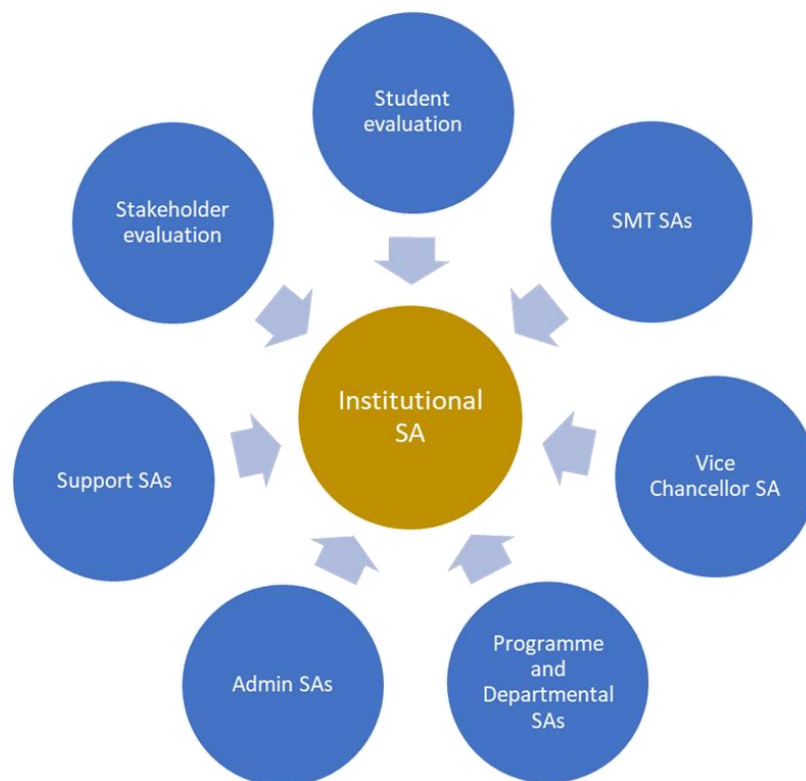 Student
evaluation
SMT SAs
Vice
Chancellor SA
Programme
and
Departmental
SAs
Admin SAs
Support SAs
Stakeholder
evaluation
Institutional
SA